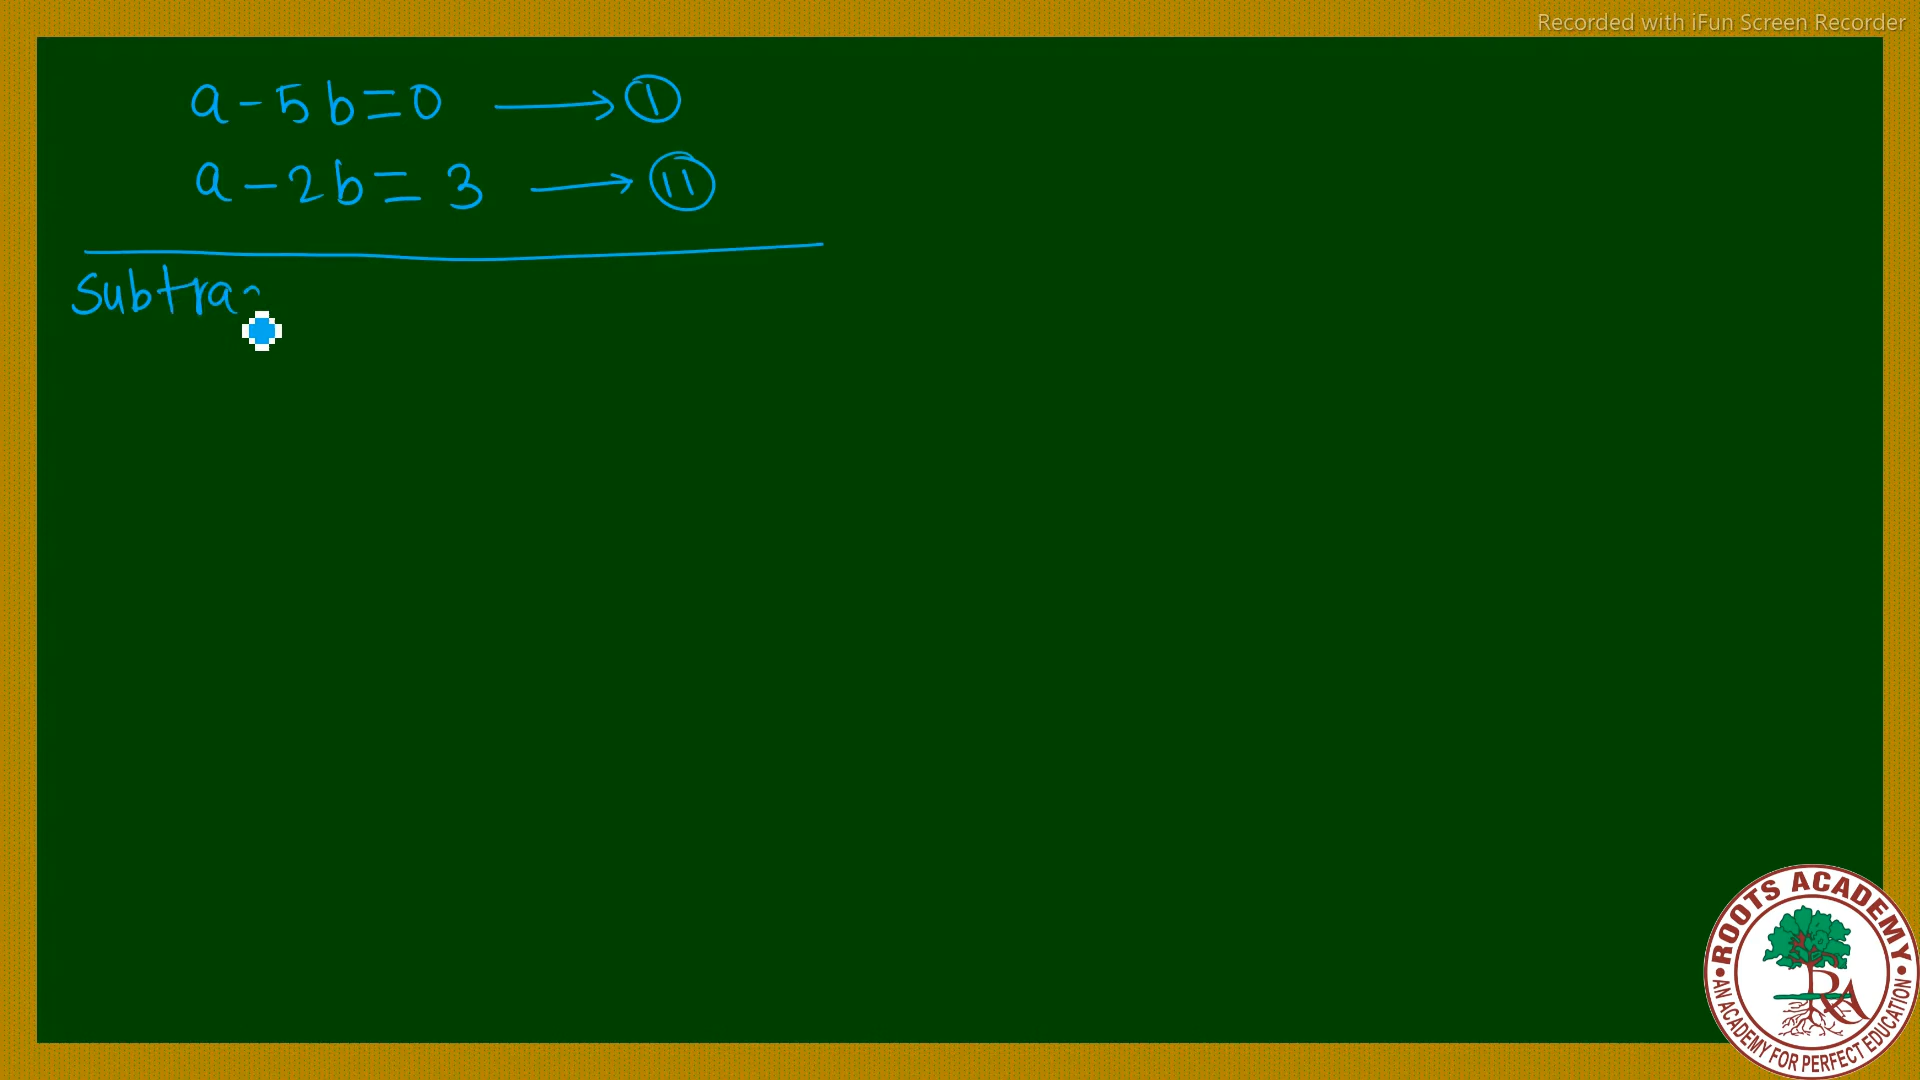 Recorded with iFun Screen Recorder
a - 5b = 0 ⟶ ①
a - 2b = 3 ⟶ (11)
Subtra
ROOTS ACADEMY
RA
AN ACADEMY FOR PERFECT EDUCATION